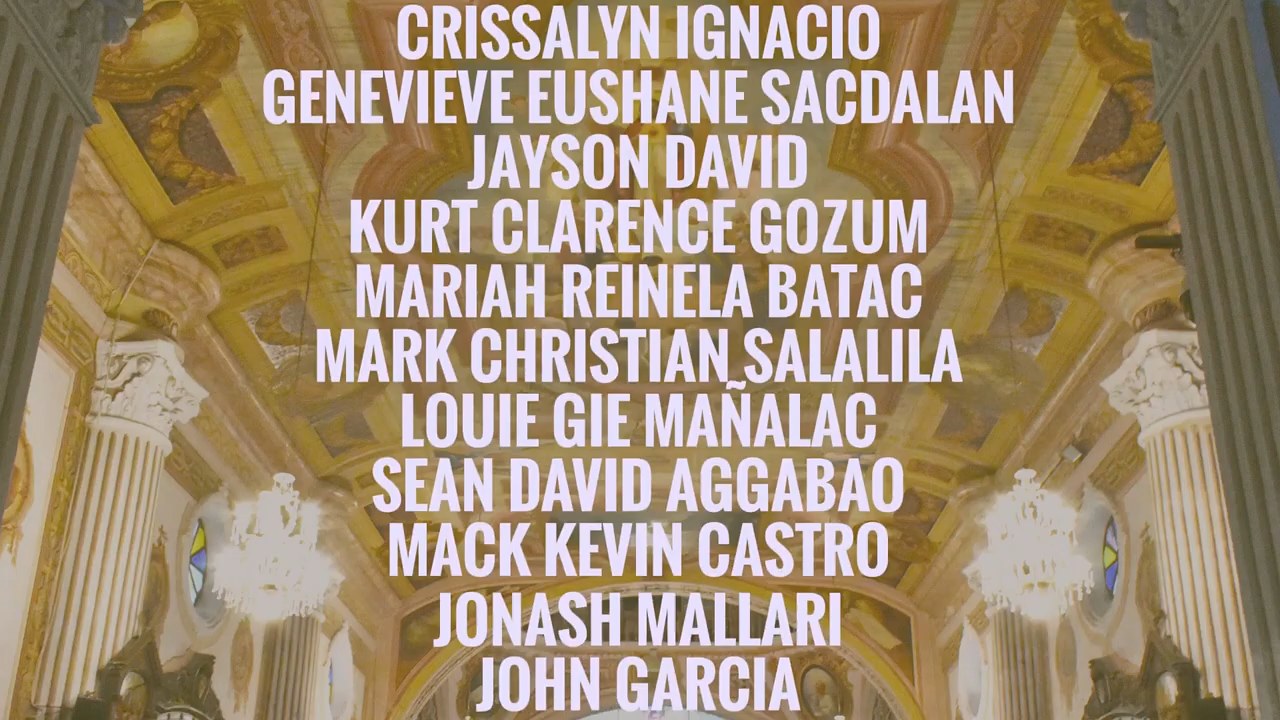 CRISSALYN IGNACIO
GENEVIEVE EUSHANE SACDALAN
JAYSON DAVID
KURT CLARENCE GOZUM
MARIAH REINELA BATAC
MARK CHRISTIAN SALALILA
LOUIE GIE MAÑALAC
SEAN DAVID AGGABAO
MACK KEVIN CASTRO
JONASH MALLARI
JOHN GARCIA